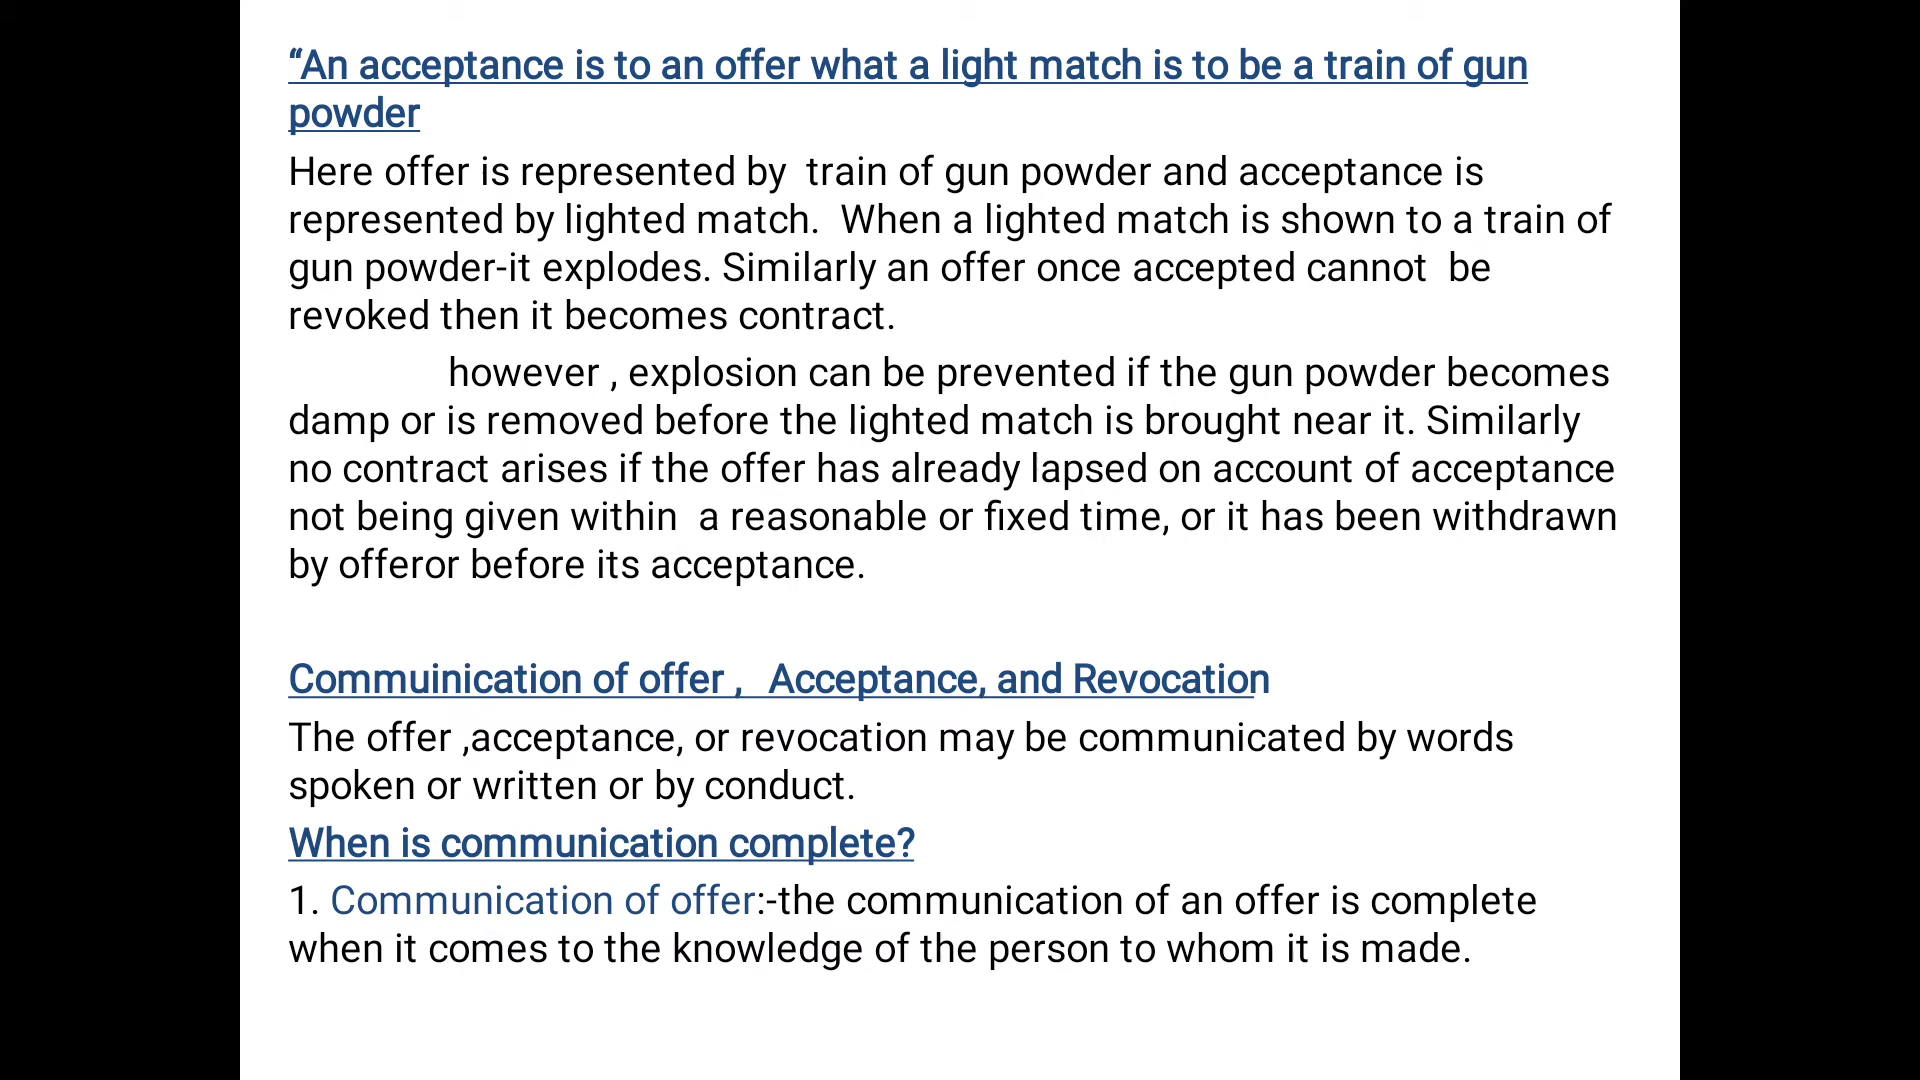 “An acceptance is to an offer what a light match is to be a train of gun
powder
Here offer is represented by  train of gun powder and acceptance is
represented by lighted match.  When a lighted match is shown to a train of
gun powder-it explodes. Similarly an offer once accepted cannot  be
revoked then it becomes contract.
however , explosion can be prevented if the gun powder becomes
damp or is removed before the lighted match is brought near it. Similarly
no contract arises if the offer has already lapsed on account of acceptance
not being given within  a reasonable or fixed time, or it has been withdrawn
by offeror before its acceptance.
Commuinication of offer ,  Acceptance, and Revocation
The offer ,acceptance, or revocation may be communicated by words
spoken or written or by conduct.
When is communication complete?
1. Communication of offer:-the communication of an offer is complete
when it comes to the knowledge of the person to whom it is made.